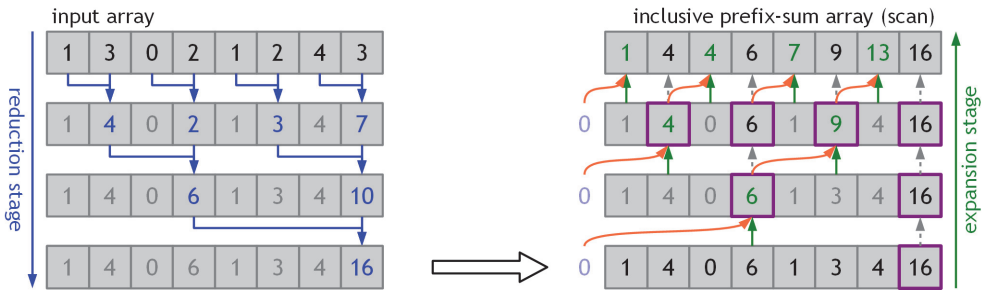 input array
inclusive prefix-sum array (scan)
1 3 0 2 1 2 4 3
1 4 4 6 7 9 13 16
reduction stage
expansion stage
1 4 0 2 1 3 4 7
0 1 4 0 6 1 9 4 16
1 4 0 6 1 3 4 10
0 1 4 0 6 1 3 4 16
1 4 0 6 1 3 4 16
0 1 4 0 6 1 3 4 16